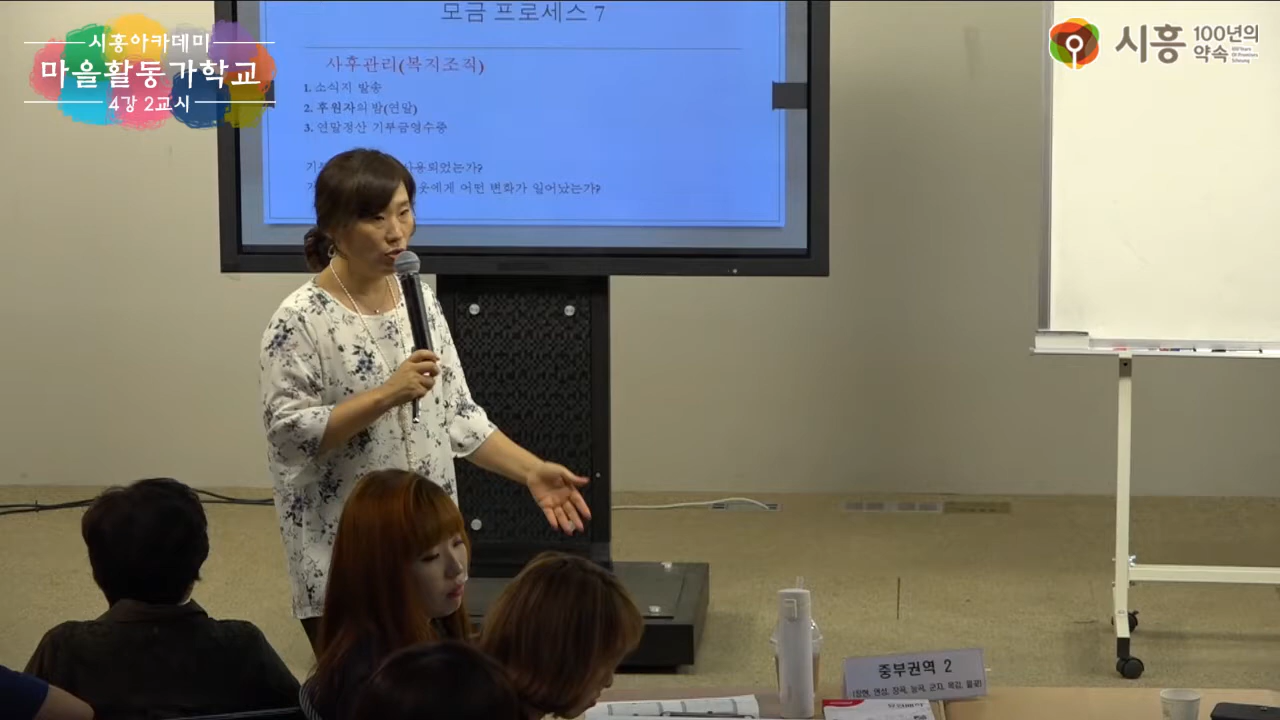 시흥아카데미
마을활동가학교
4강 2교시
시흥 100년의 약속
모금 프로세스 7
사후관리(복지조직)
1. 소식지 발송
2. 후원자의 밤(연말)
3. 연말정산 기부금영수증
사용되었는가?
어떤 변화가 일어났는가?
중부권역 2